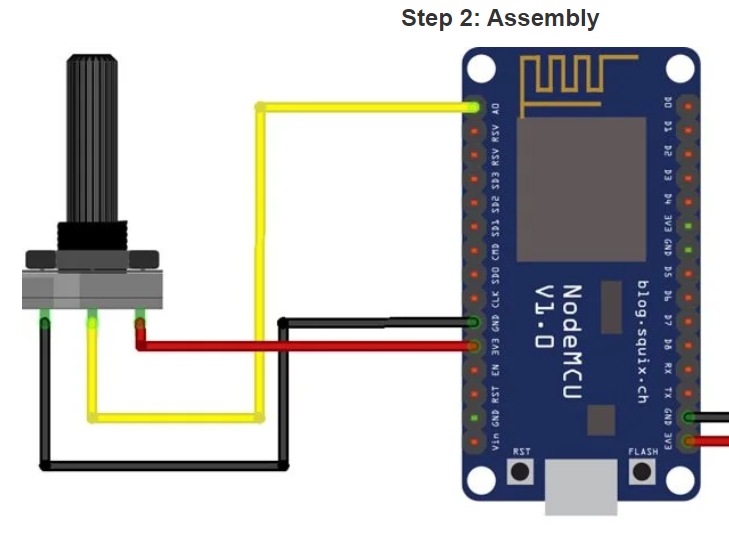 Step 2: Assembly
A0
RSV
RSV
SD3
SD2
SD1
CMD
SD0
CLK
GND
3V3
EN
RST
GND
Vin
D0
D1
D2
D3
D4
3V3
GND
D5
D6
D7
D8
RX
TX
GND
3V3
NodeMCU
V1.0
blog.squix.ch
RST
FLASH